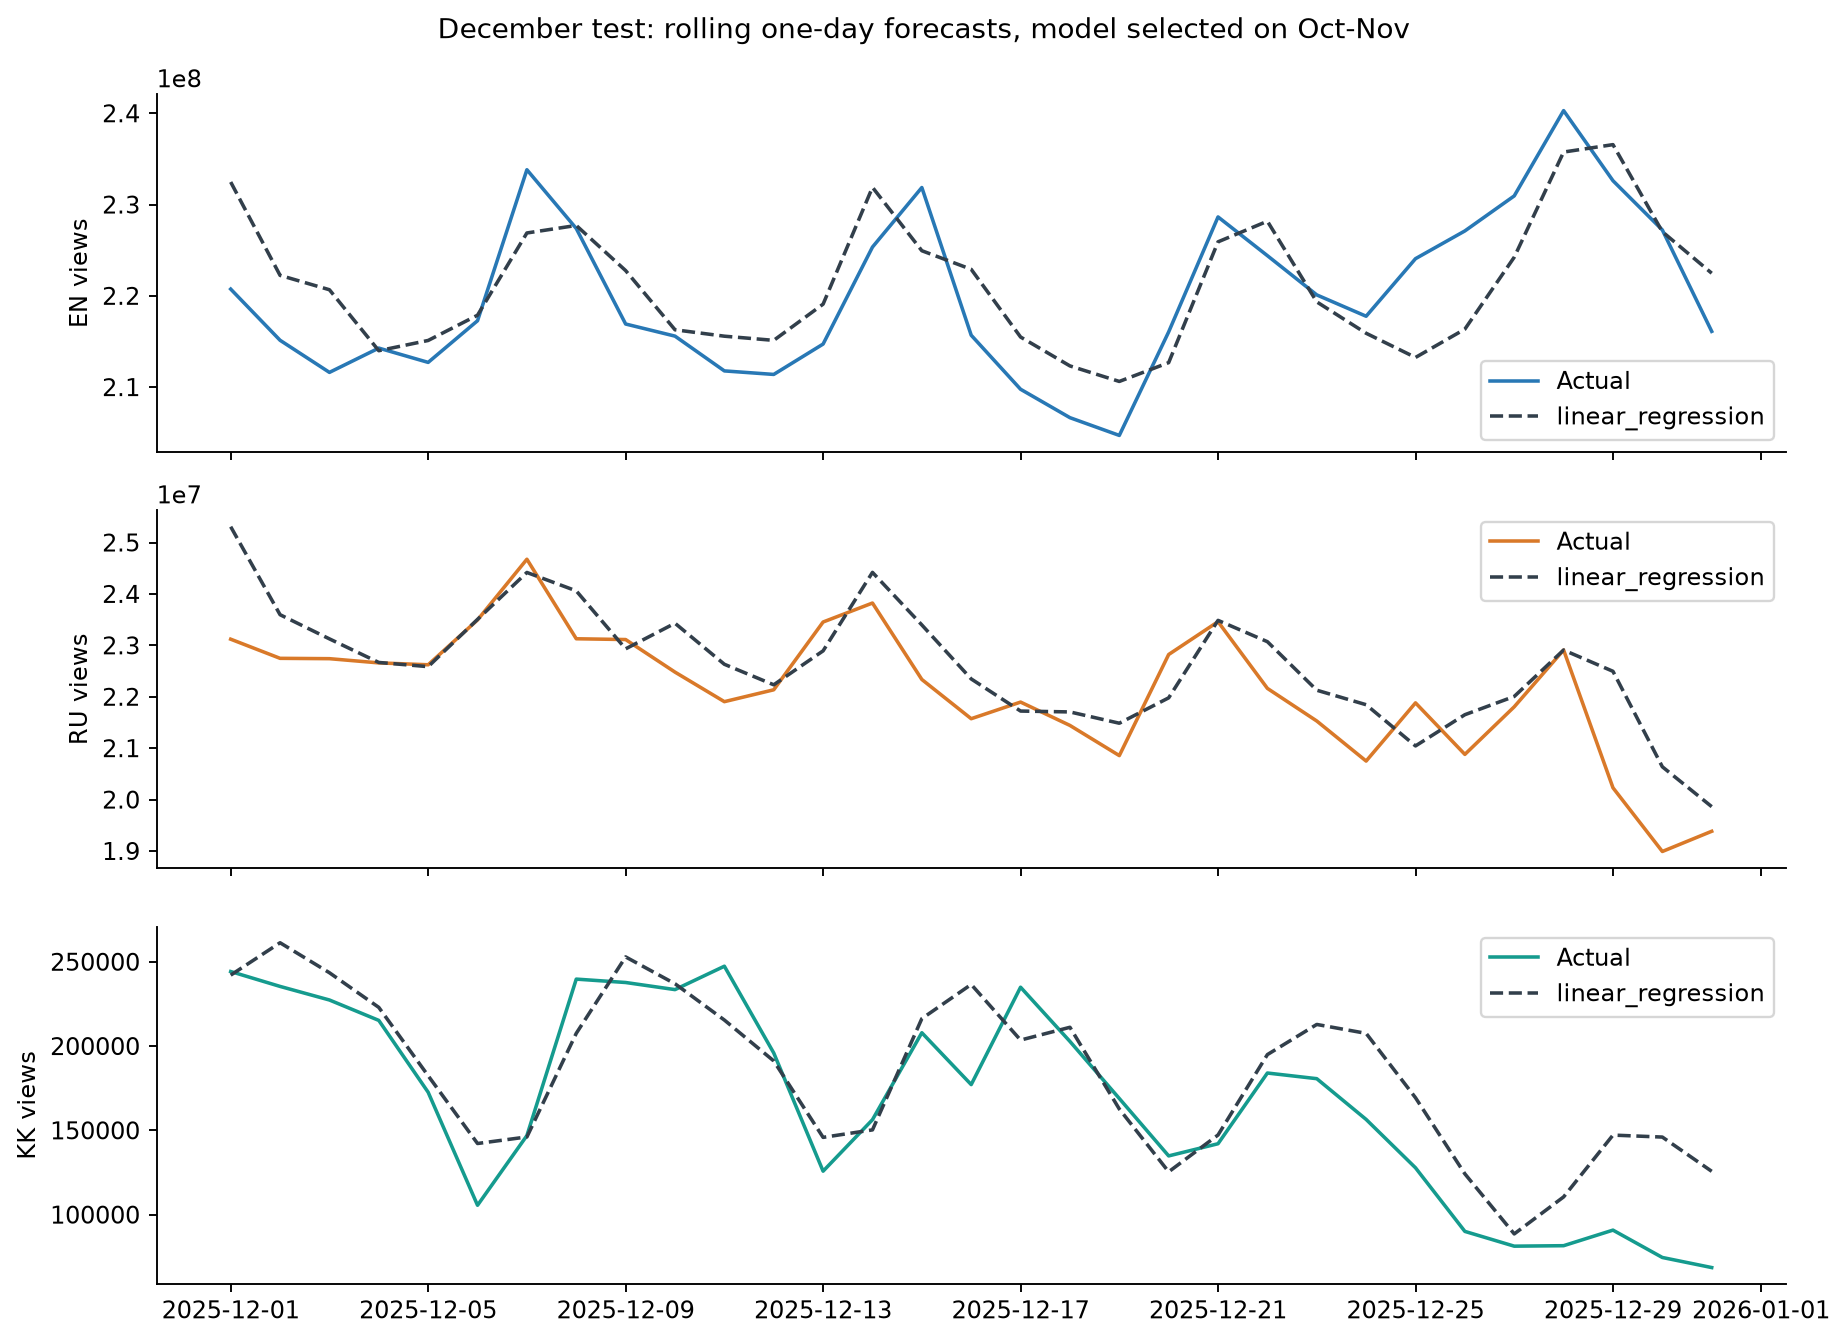 December test: rolling one-day forecasts, model selected on Oct-Nov
1e8
2.4
2.3
2.2
2.1
EN views
Actual
linear_regression
1e7
2.5
2.4
2.3
2.2
2.1
2.0
1.9
RU views
Actual
linear_regression
250000
200000
150000
100000
KK views
Actual
linear_regression
2025-12-01 2025-12-05 2025-12-09 2025-12-13 2025-12-17 2025-12-21 2025-12-25 2025-12-29 2026-01-01